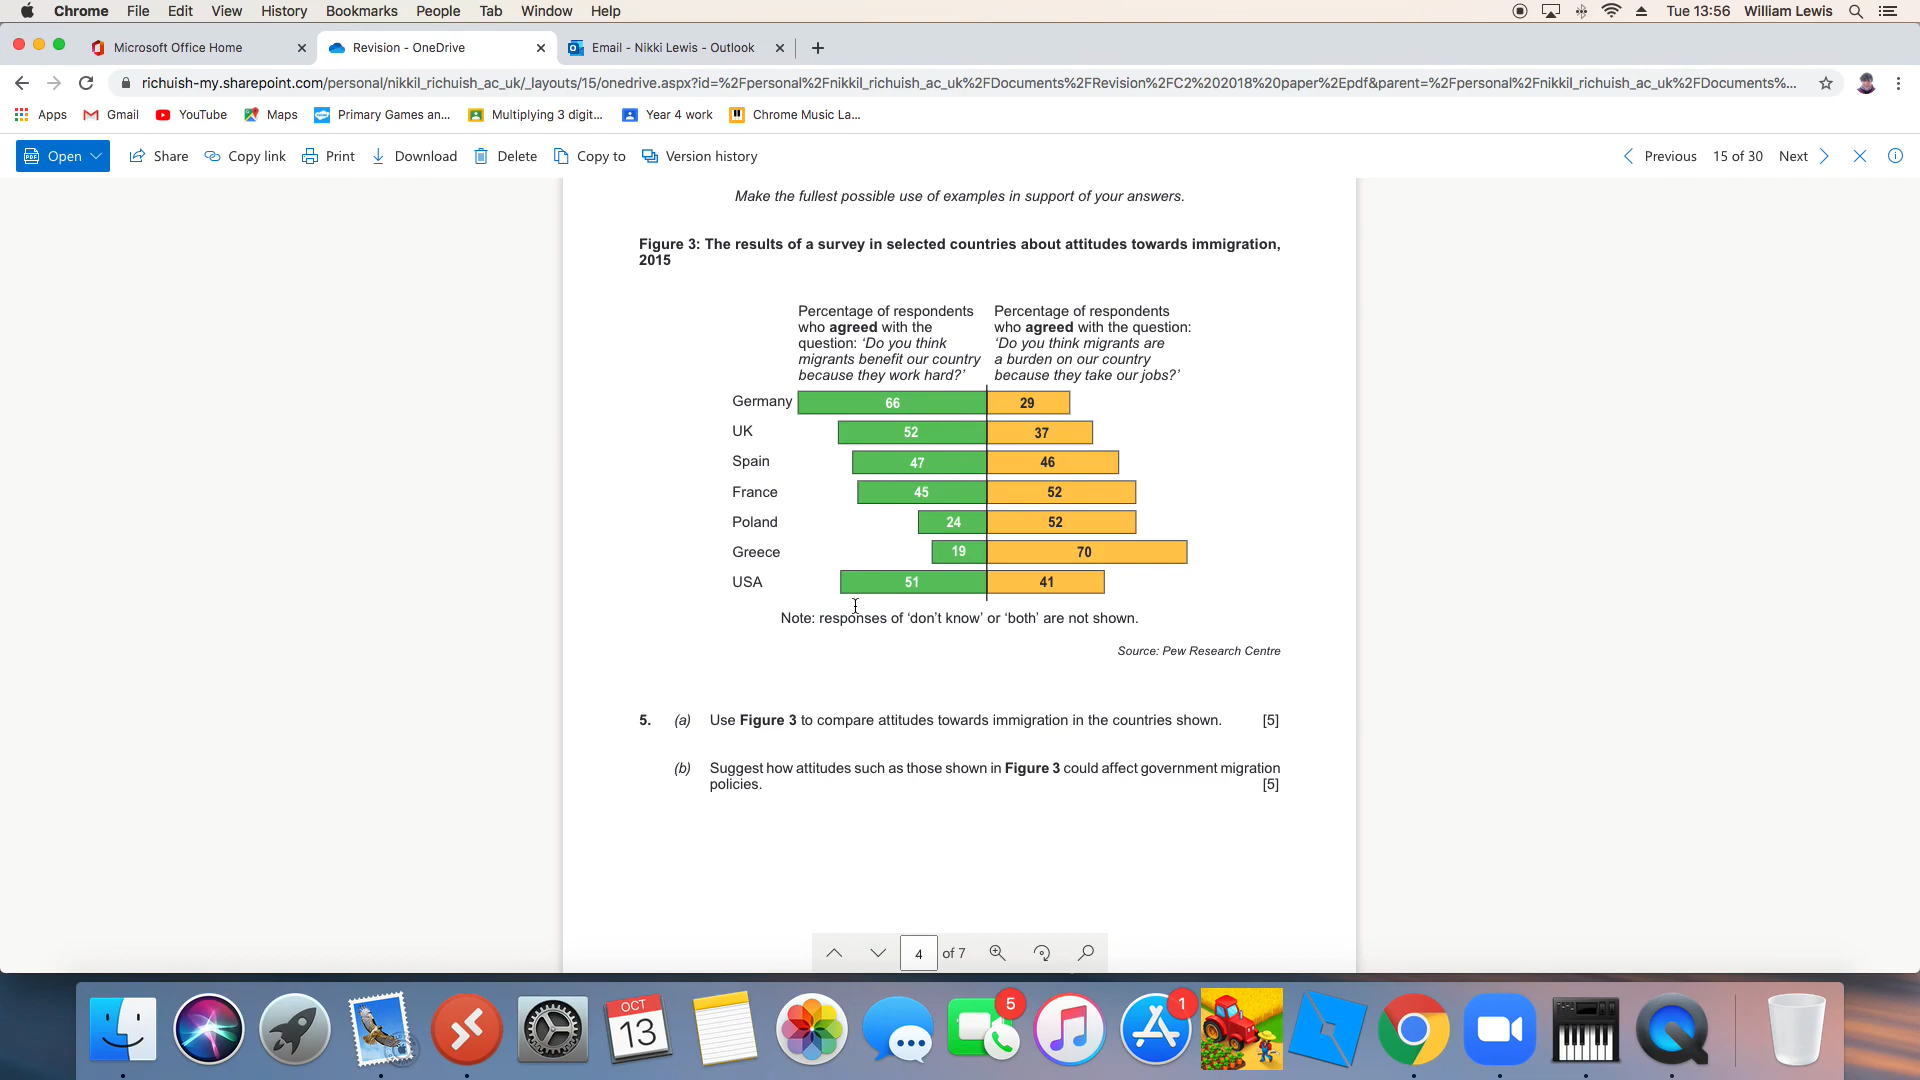 Chrome File Edit View History Bookmarks People Tab Window Help Tue 13:56 William Lewis
Microsoft Office Home Revision - OneDrive Email - Nikki Lewis - Outlook
richuish-my.sharepoint.com/personal/nikkil_richuish_ac_uk/_layouts/15/onedrive.aspx?id=%2Fpersonal%2Fnikkil_richuish_ac_uk%2FDocuments%2FRevision%2FC2%202018%20paper%2Epdf&parent=%2Fpersonal%2Fnikkil_richuish_ac_uk%2FDocuments%...
Apps Gmail YouTube Maps Primary Games an... Multiplying 3 digit... Year 4 work Chrome Music La...
PDF Open Share Copy link Print Download Delete Copy to Version history Previous 15 of 30 Next
Make the fullest possible use of examples in support of your answers.
Figure 3: The results of a survey in selected countries about attitudes towards immigration,
2015
Percentage of respondents
who agreed with the
question: ‘Do you think
migrants benefit our country
because they work hard?’
Percentage of respondents
who agreed with the question:
‘Do you think migrants are
a burden on our country
because they take our jobs?’
Germany 66 29
UK 52 37
Spain 47 46
France 45 52
Poland 24 52
Greece 19 70
USA 51 41
Note: responses of ‘don’t know’ or ‘both’ are not shown.
Source: Pew Research Centre
5. (a) Use Figure 3 to compare attitudes towards immigration in the countries shown. [5]
(b) Suggest how attitudes such as those shown in Figure 3 could affect government migration
policies. [5]
4 of 7
OCT
13
5
1